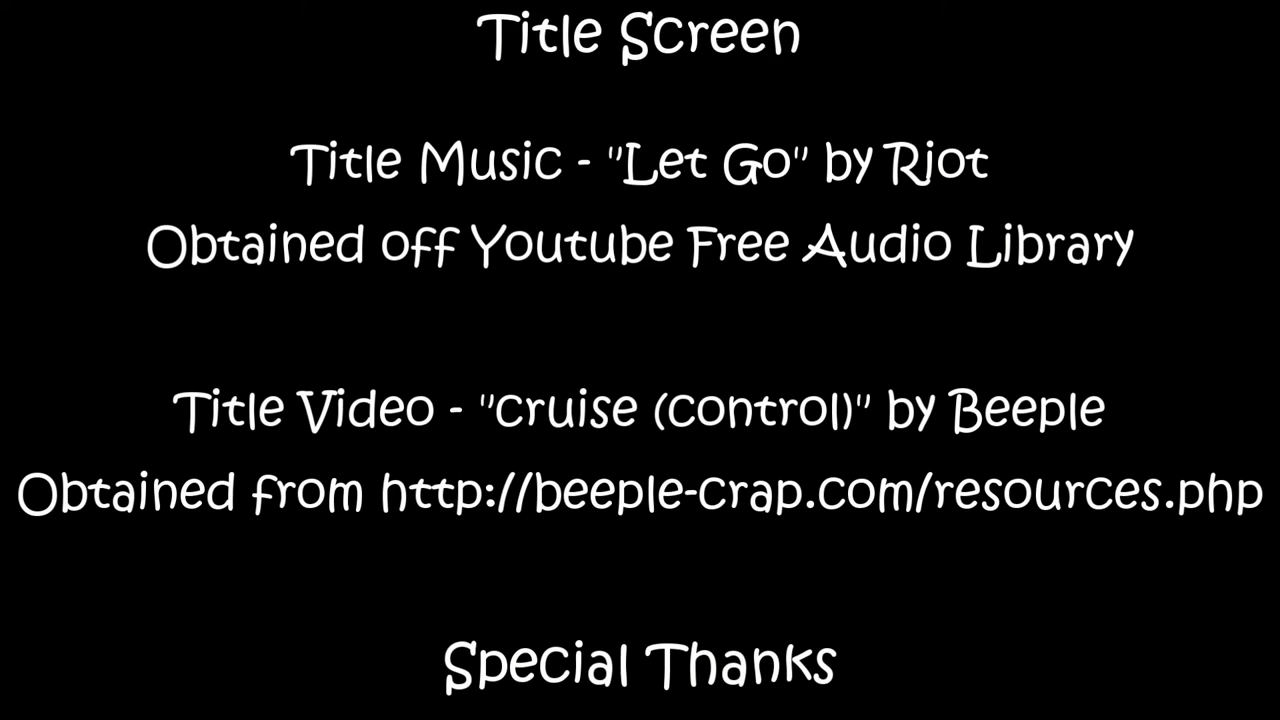 Title Screen
Title Music - "Let Go" by Riot
Obtained off Youtube Free Audio Library
Title Video - "cruise (control)" by Beeple
Obtained from http://beeple-crap.com/resources.php
Special Thanks